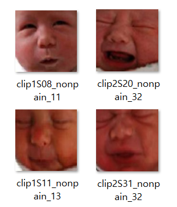 clip1S08_nonp
ain_11
clip2S20_nonp
ain_32
clip1S11_nonp
ain_13
clip2S31_nonp
ain_32